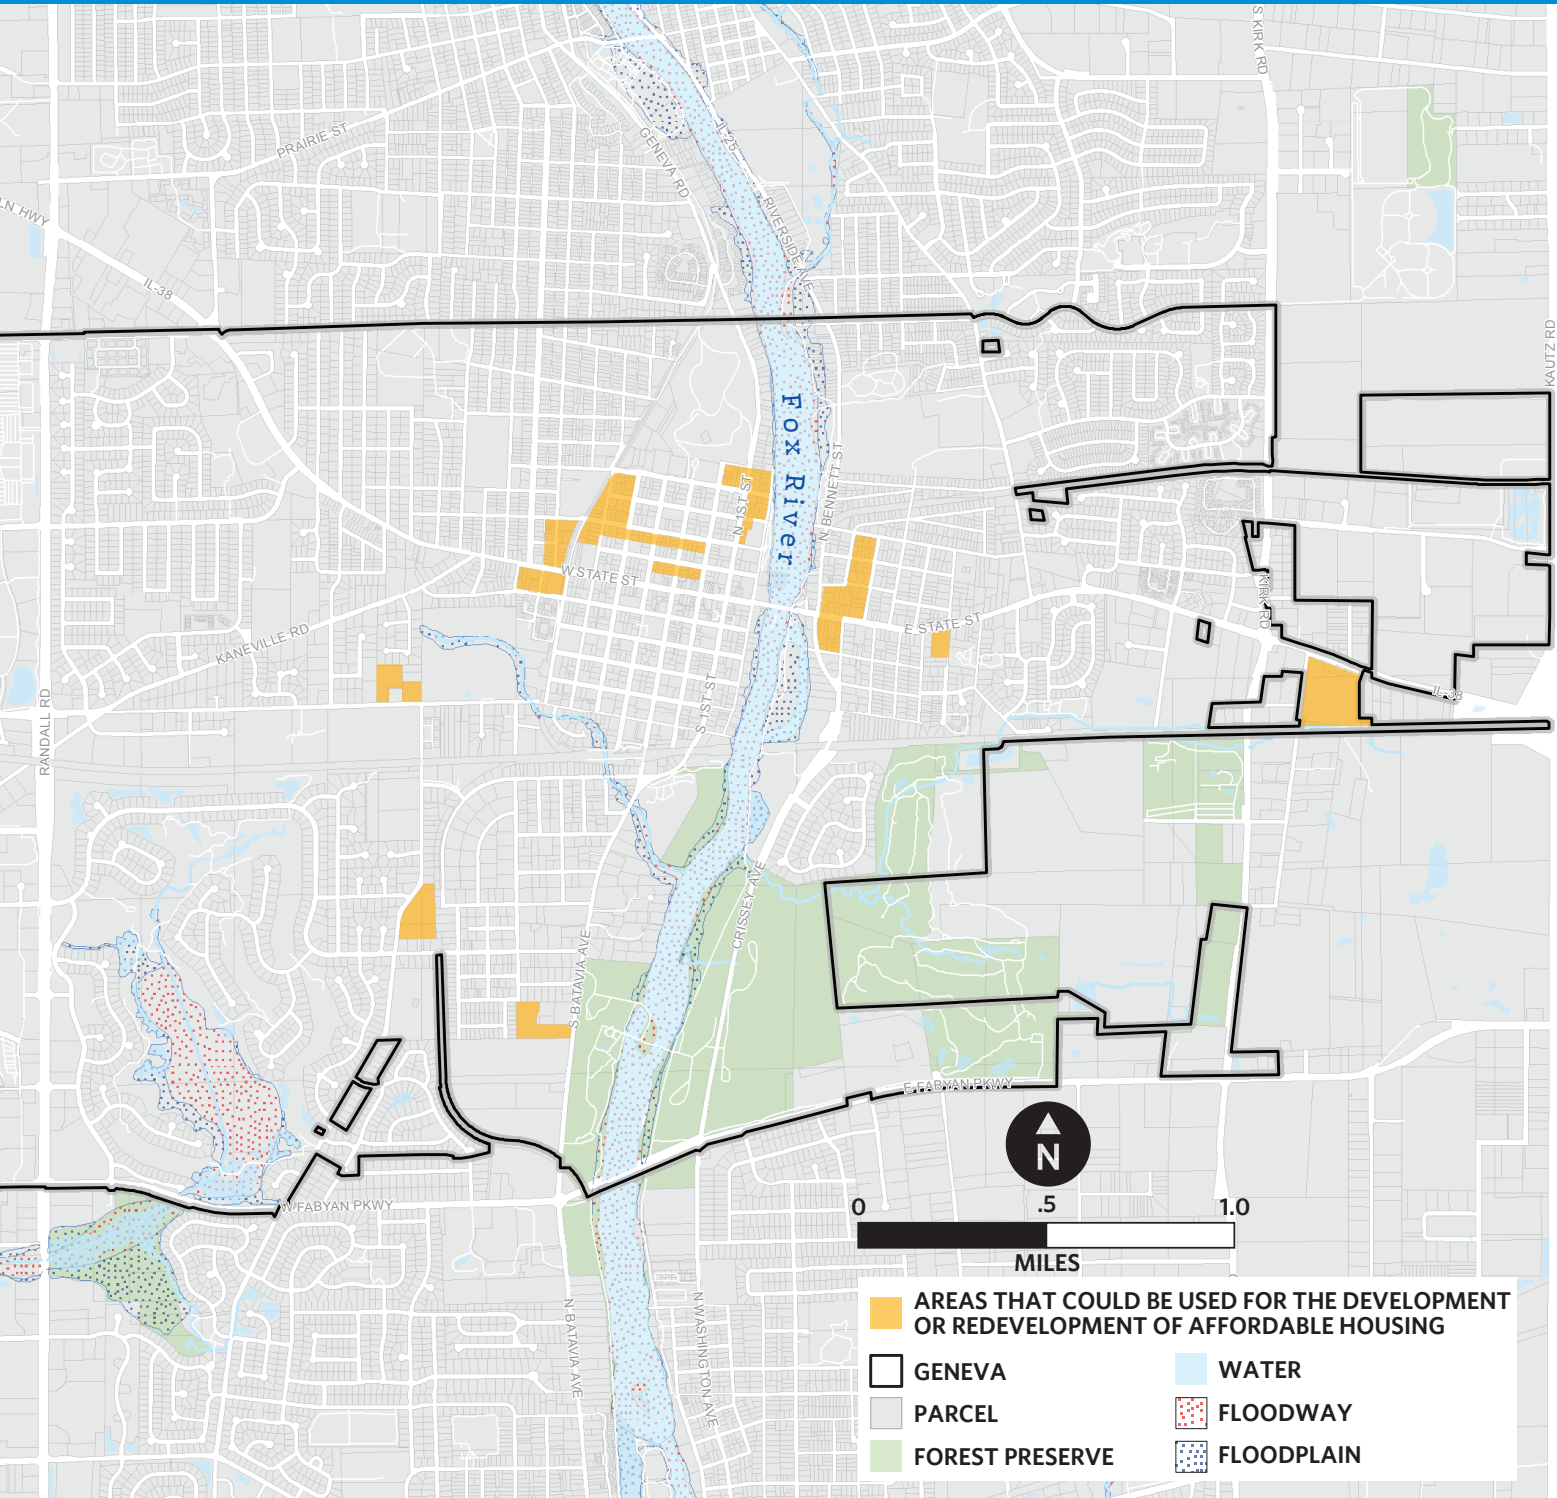 S KIRK RD
PRAIRIE ST
GENEVA RD
IL-25
RIVERSIDE AVE
LN HWY
IL-38
KAUTZ RD
Fox River
N BENNETT ST
N 1ST ST
W STATE ST
E STATE ST
KIRK RD
KANEVILLE RD
RANDALL RD
S 1ST ST
IL-38
CRISSEY AVE
S BATAVIA AVE
E FABYAN PKWY
W FABYAN PKWY
N BATAVIA AVE
N WASHINGTON AVE
N
0 .5 1.0
MILES
AREAS THAT COULD BE USED FOR THE DEVELOPMENT
OR REDEVELOPMENT OF AFFORDABLE HOUSING
GENEVA
PARCEL
FOREST PRESERVE
WATER
FLOODWAY
FLOODPLAIN